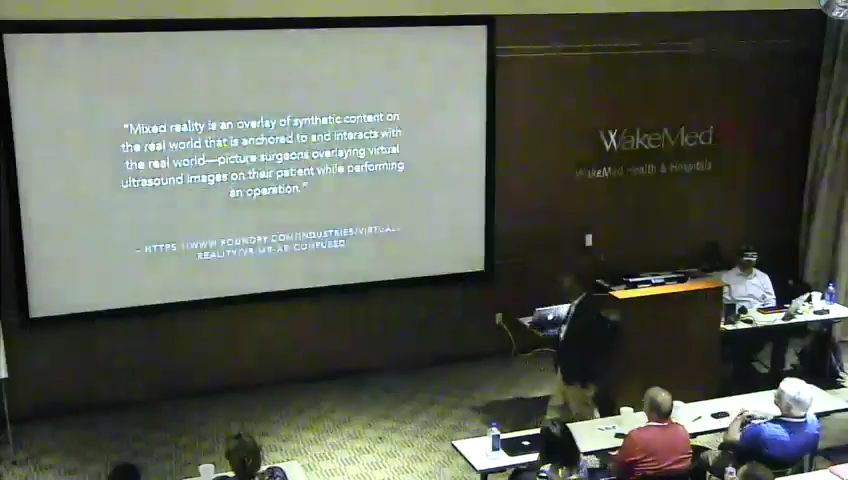 "Mixed reality is an overlay of synthetic content on
the real world that is anchored to and interacts with
the real world—picture surgeons overlaying virtual
ultrasound images on their patient while performing
an operation."
- HTTPS://WWW.FOUNDRY.COM/INDUSTRIES/VIRTUAL-
REALITY/VR-MR-AR-CONFUSED
WakeMed
WakeMed Health & Hospitals